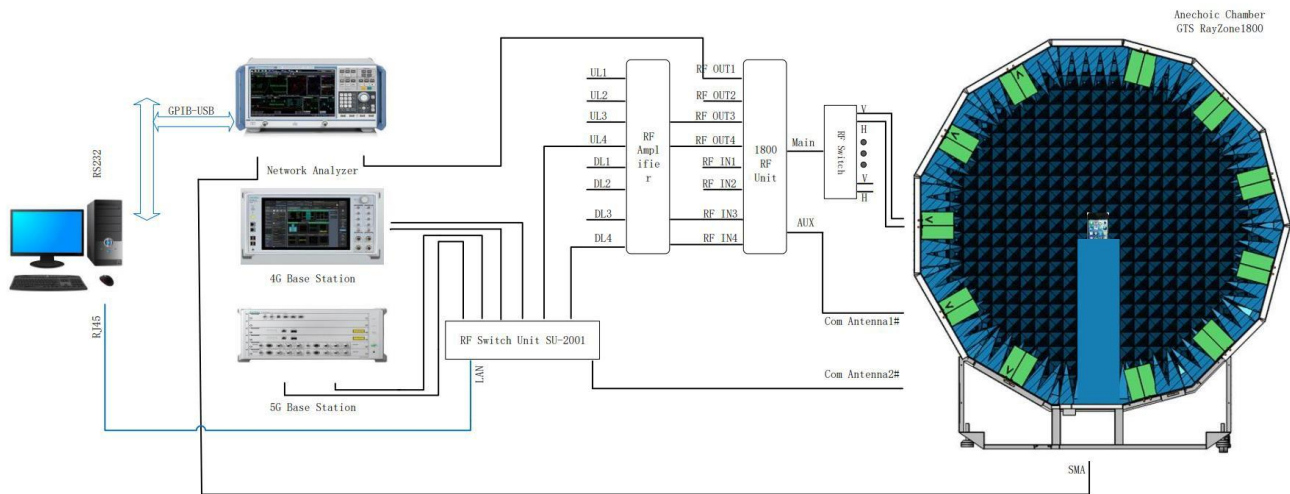 Anechoic Chamber
GTS RayZone1800
GPIB-USB
RS232
Network Analyzer
4G Base Station
5G Base Station
RJ45
LAN
RF Switch Unit SU-2001
UL1
UL2
UL3
UL4
DL1
DL2
DL3
DL4
RF
Ampl
ifie
r
RF OUT1
RF OUT2
RF OUT3
RF OUT4
RF IN1
RF IN2
RF IN3
RF IN4
1800
RF
Unit
Main
AUX
RF Switch
V
H
V
H
Com Antenna1#
Com Antenna2#
SMA